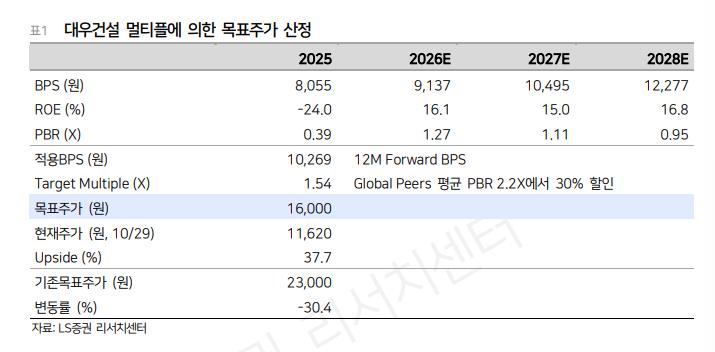 표1 대우건설 멀티플에 의한 목표주가 산정
2025 2026E 2027E 2028E
BPS (원) 8,055 9,137 10,495 12,277
ROE (%) -24.0 16.1 15.0 16.8
PBR (X) 0.39 1.27 1.11 0.95
적용BPS (원) 10,269 12M Forward BPS
Target Multiple (X) 1.54 Global Peers 평균 PBR 2.2X에서 30% 할인
목표주가 (원) 16,000
현재주가 (원, 10/29) 11,620
Upside (%) 37.7
기존목표주가 (원) 23,000
변동률 (%) -30.4
자료: LS증권 리서치센터
리서치센터